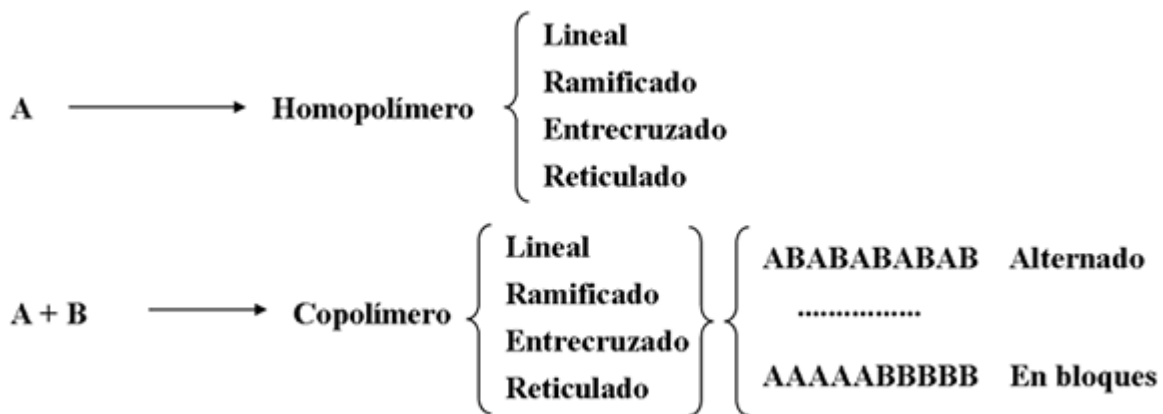 Lineal
Ramificado
A Homopolímero
Entrecruzado
Reticulado
Lineal
ABABABABAB Alternado
Ramificado
A + B Copolímero
...............
Entrecruzado
AAAAABBBBB En bloques
Reticulado